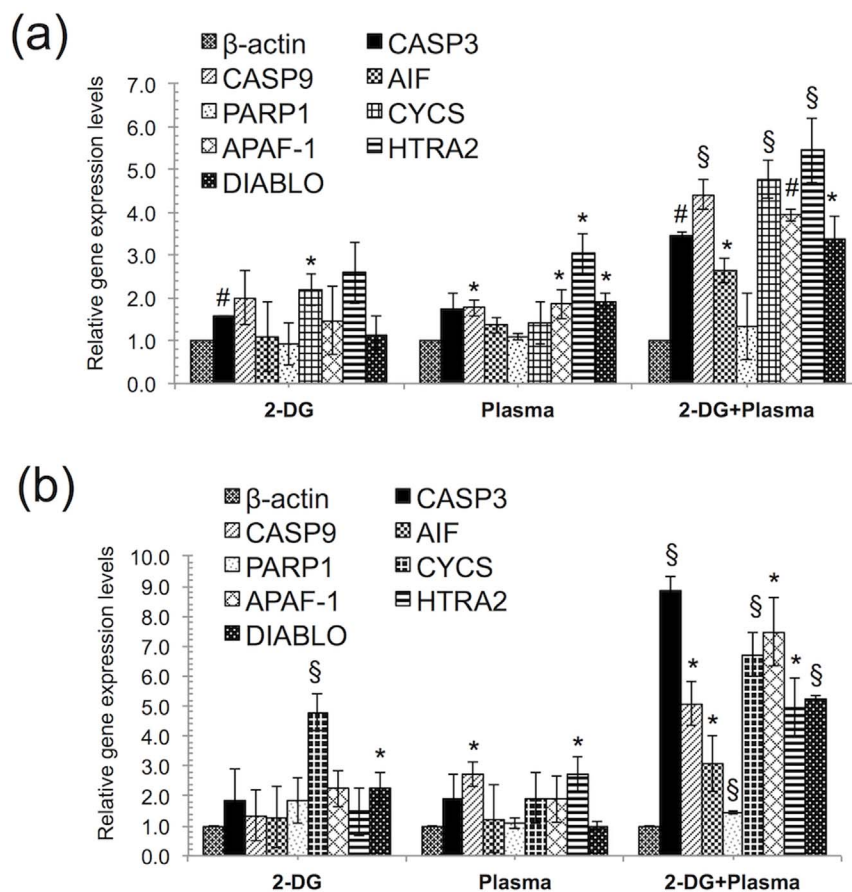 (a)
β-actin CASP3
CASP9 AIF
PARP1 CYCS
APAF-1 HTRA2
DIABLO
Relative gene expression levels
7.0
6.0
5.0
4.0
3.0
2.0
1.0
0.0
# *
* * * *
# § * § # § *
2-DG Plasma 2-DG+Plasma
(b)
β-actin CASP3
CASP9 AIF
PARP1 CYCS
APAF-1 HTRA2
DIABLO
Relative gene expression levels
10.0
9.0
8.0
7.0
6.0
5.0
4.0
3.0
2.0
1.0
0.0
§ *
* *
§ * * § § * * §
2-DG Plasma 2-DG+Plasma